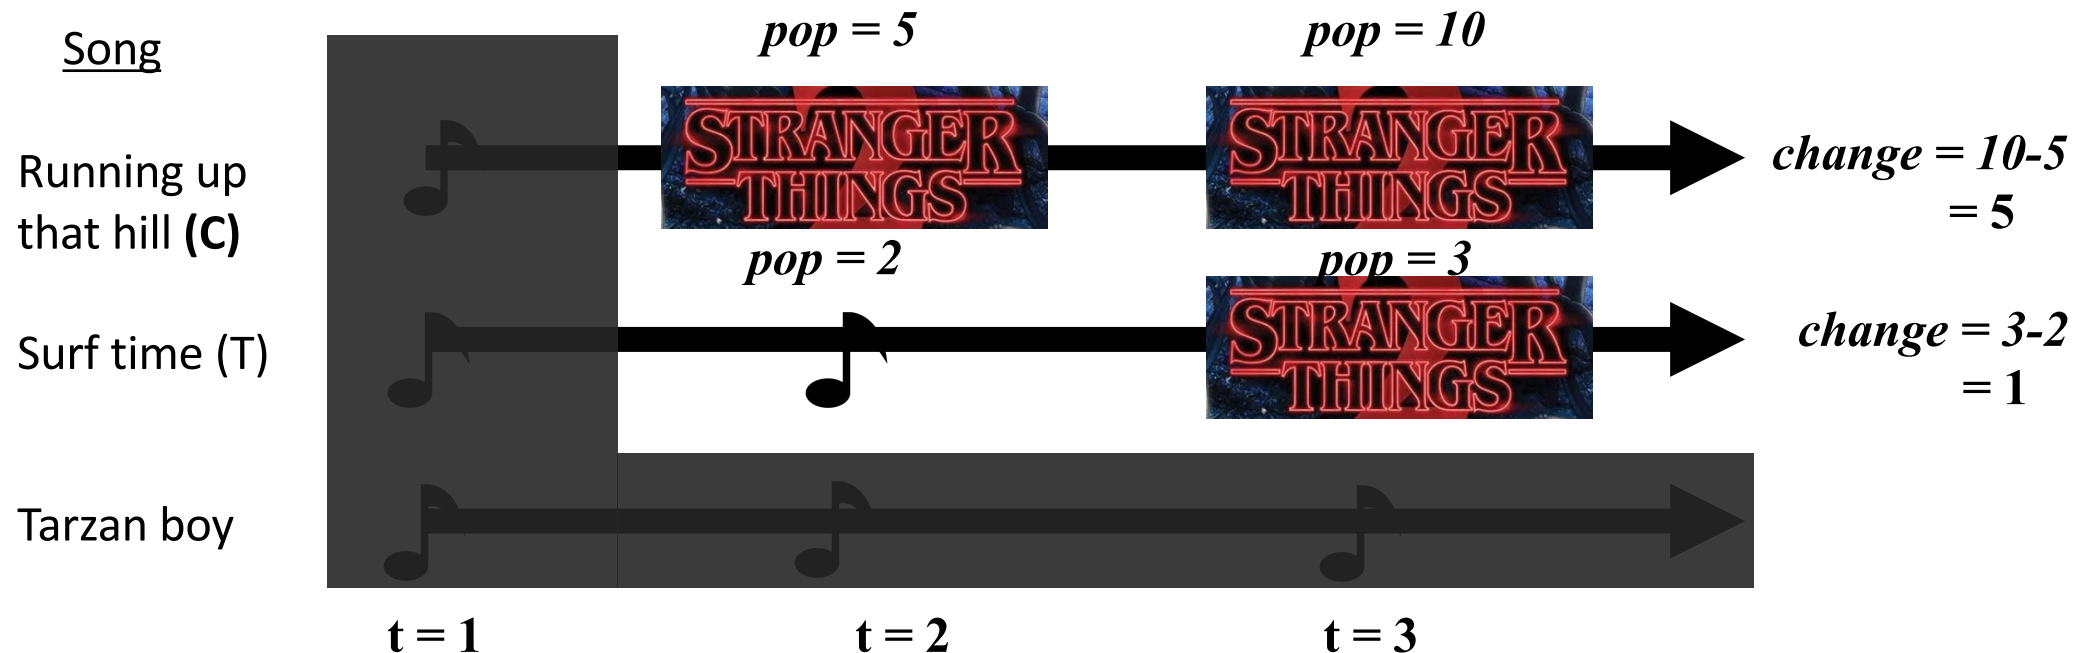 Song
pop = 5
pop = 10
STRANGER
THINGS
STRANGER
THINGS
Running up
that hill (C)
change = 10-5
= 5
pop = 2
pop = 3
Surf time (T)
STRANGER
THINGS
change = 3-2
= 1
Tarzan boy
t = 1
t = 2
t = 3